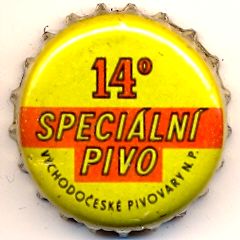 14°
SPECIÁLNÍ
PIVO
VÝCHODOČESKÉ PIVOVARY N.P.